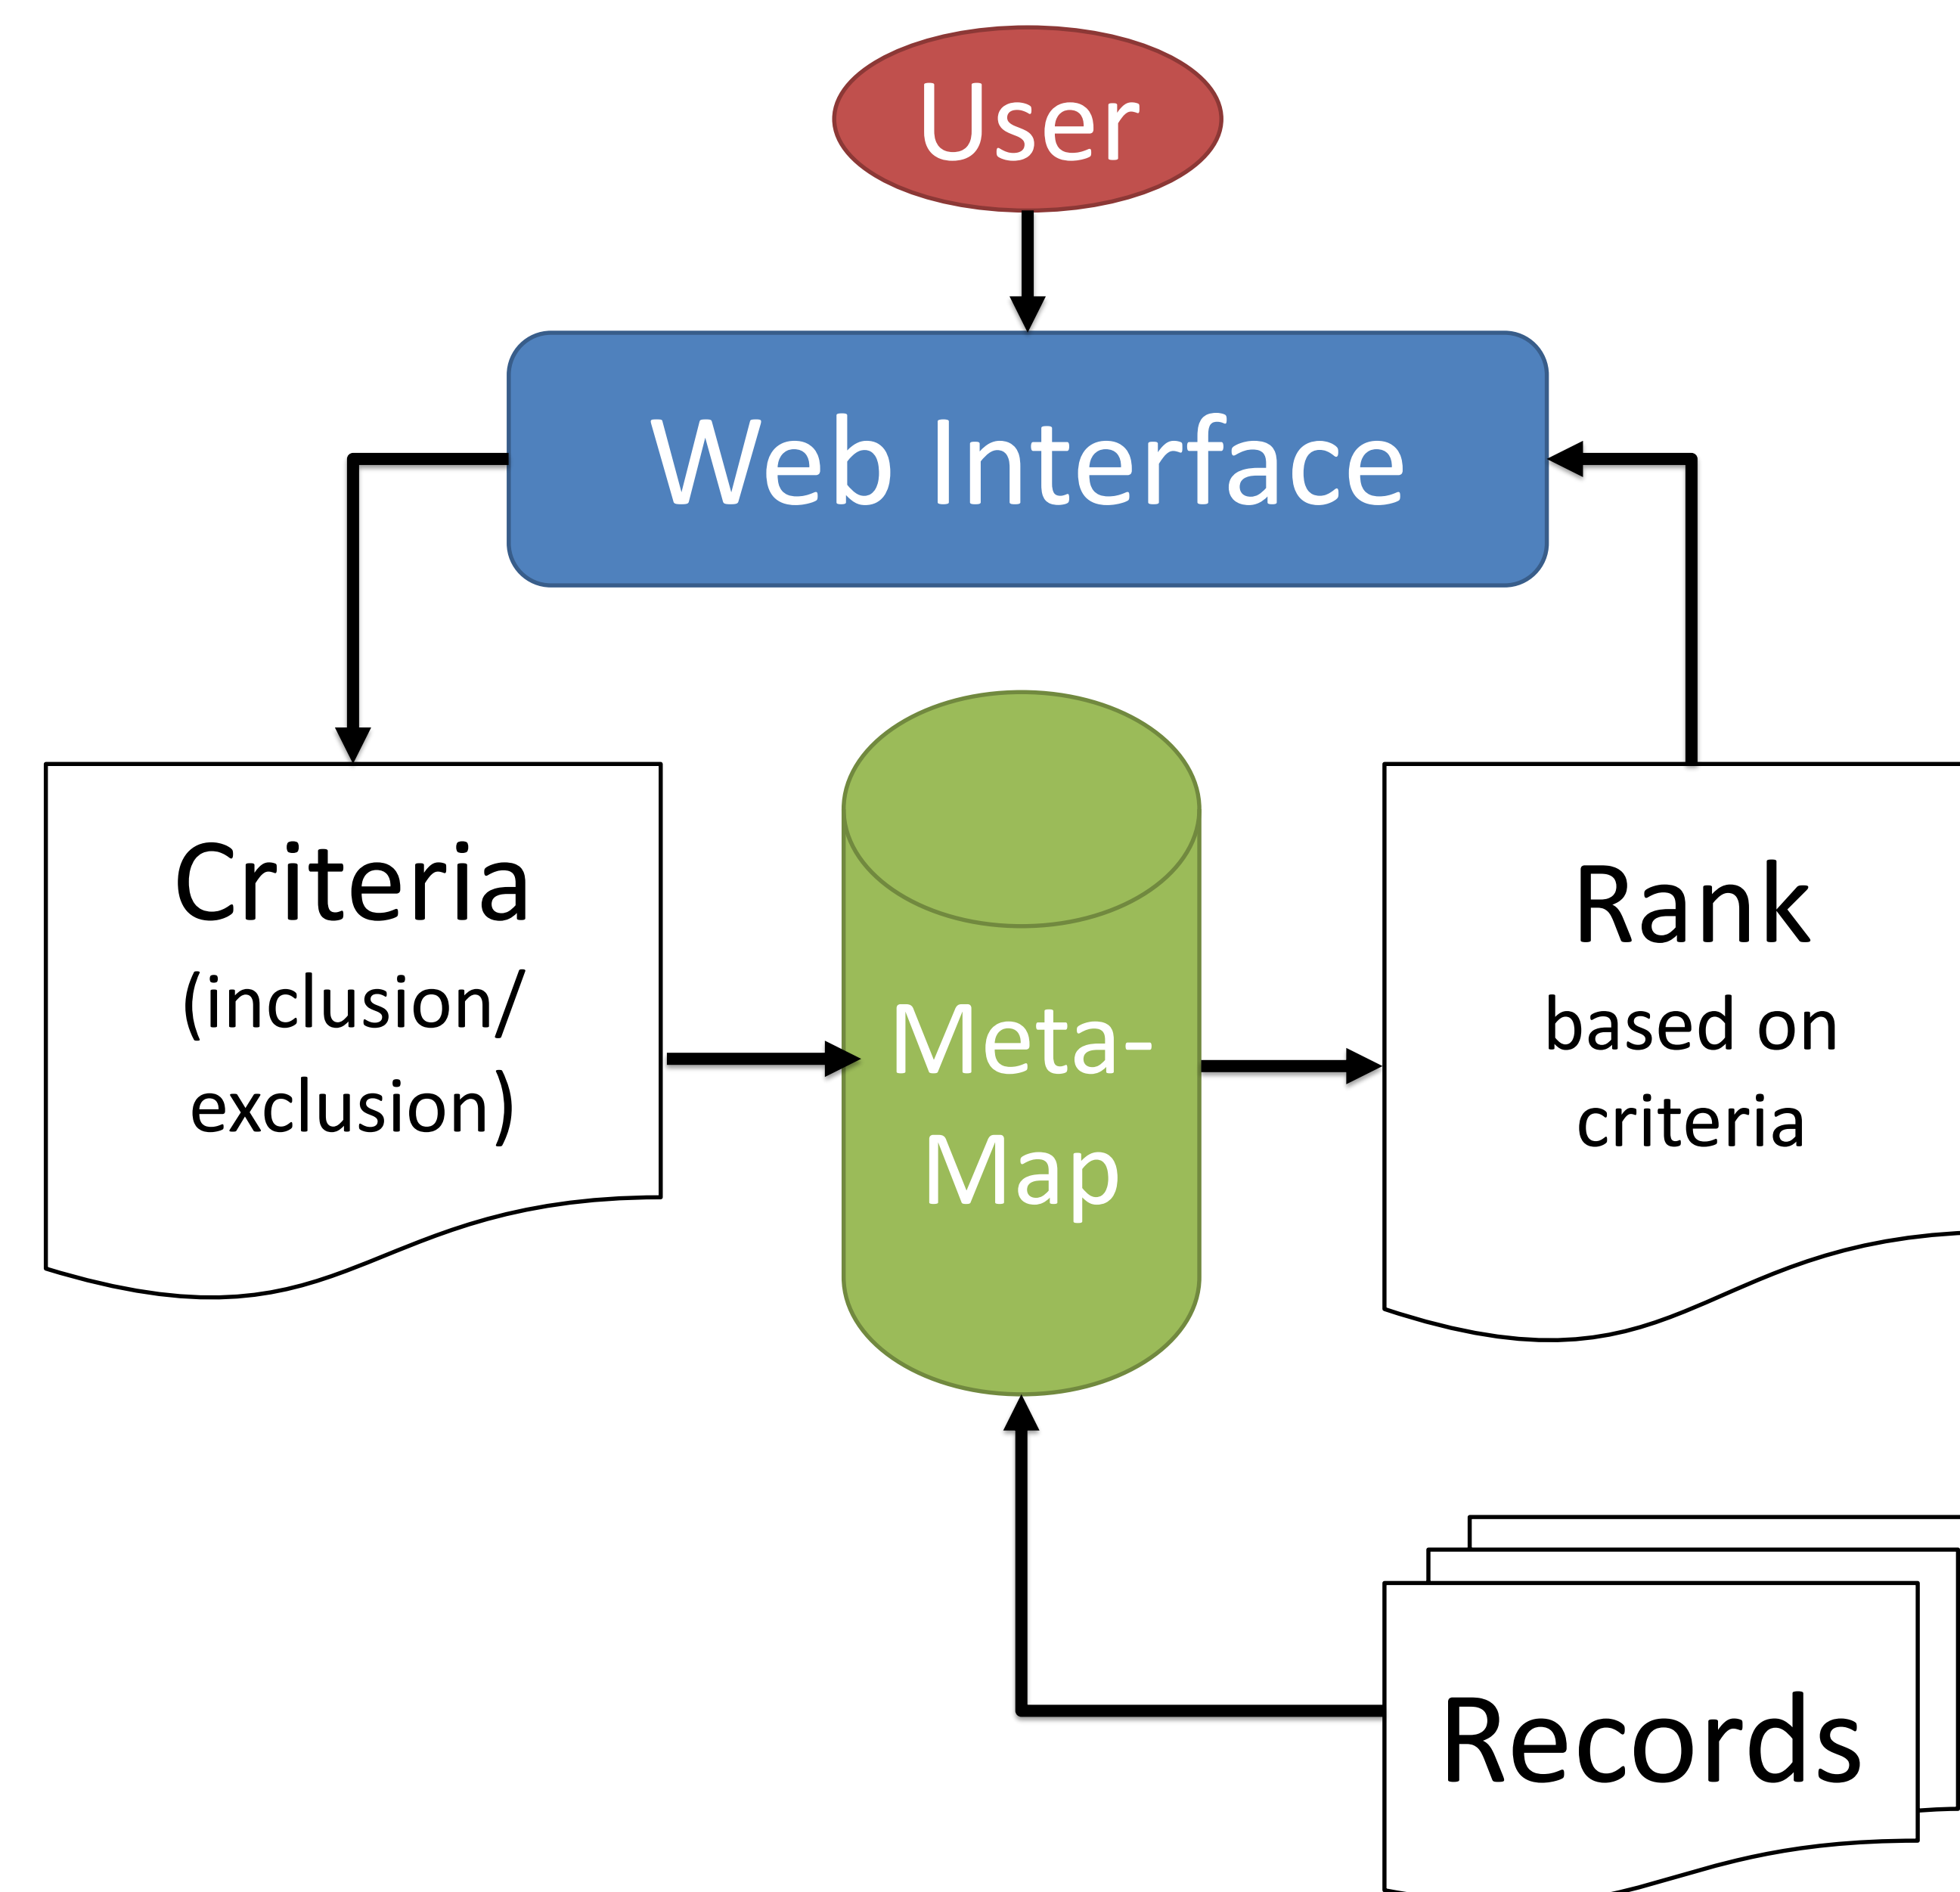 User
Web Interface
Criteria
(inclusion/
exclusion)
Meta-
Map
Rank
based on
criteria
Records